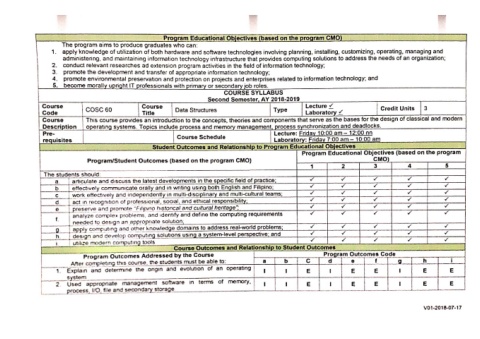 Program Educational Objectives (based on the program CMO)
The program aims to produce graduates who can:
1. apply knowledge of utilization of both hardware and software technologies involving planning, installing, customizing, operating, managing and
administering, and maintaining information technology infrastructure that provides computing solutions to address the needs of an organization;
2. conduct relevant researches ad extension program activities in the field of information technology;
3. promote the development and transfer of appropriate information technology;
4. promote environmental preservation and protection on projects and enterprises related to information technology; and
5. become morally upright IT professionals with primary or secondary job roles.
COURSE SYLLABUS
Second Semester, AY 2018-2019
Course Code COSC 60 Course Title Data Structures Type Lecture ✓ Laboratory ✓ Credit Units 3
Course Description This course provides an introduction to the concepts, theories and components that serve as the bases for the design of classical and modern
operating systems. Topics include process and memory management, process synchronization and deadlocks.
Pre-requisites Course Schedule Lecture: Friday 10:00 am – 12:00 nn
Laboratory: Friday 7:00 am – 10:00 am
Student Outcomes and Relationship to Program Educational Objectives
Program/Student Outcomes (based on the program CMO) Program Educational Objectives (based on the program CMO)
1 2 3 4 5
The students should:
a articulate and discuss the latest developments in the specific field of practice; ✓ ✓ ✓ ✓ ✓
b effectively communicate orally and in writing using both English and Filipino; ✓ ✓ ✓ ✓ ✓
c work effectively and independently in multi-disciplinary and multi-cultural teams; ✓ ✓ ✓ ✓ ✓
d act in recognition of professional, social, and ethical responsibility; ✓ ✓ ✓ ✓ ✓
e preserve and promote "Filipino historical and cultural heritage"; ✓ ✓ ✓ ✓ ✓
f analyze complex problems, and identify and define the computing requirements
needed to design an appropriate solution; ✓ ✓ ✓ ✓ ✓
g apply computing and other knowledge domains to address real-world problems; ✓ ✓ ✓ ✓ ✓
h design and develop computing solutions using a system-level perspective; and ✓ ✓ ✓ ✓ ✓
i utilize modern computing tools ✓ ✓ ✓ ✓ ✓
Course Outcomes and Relationship to Student Outcomes
Program Outcomes Addressed by the Course Program Outcomes Code
After completing this course, the students must be able to: a b C d e f g h i
1. Explain and determine the origin and evolution of an operating
system I I E I E E I E E
2. Used appropriate management software in terms of memory,
process, I/O, file and secondary storage I I E I E E I E E
V01-2018-07-17